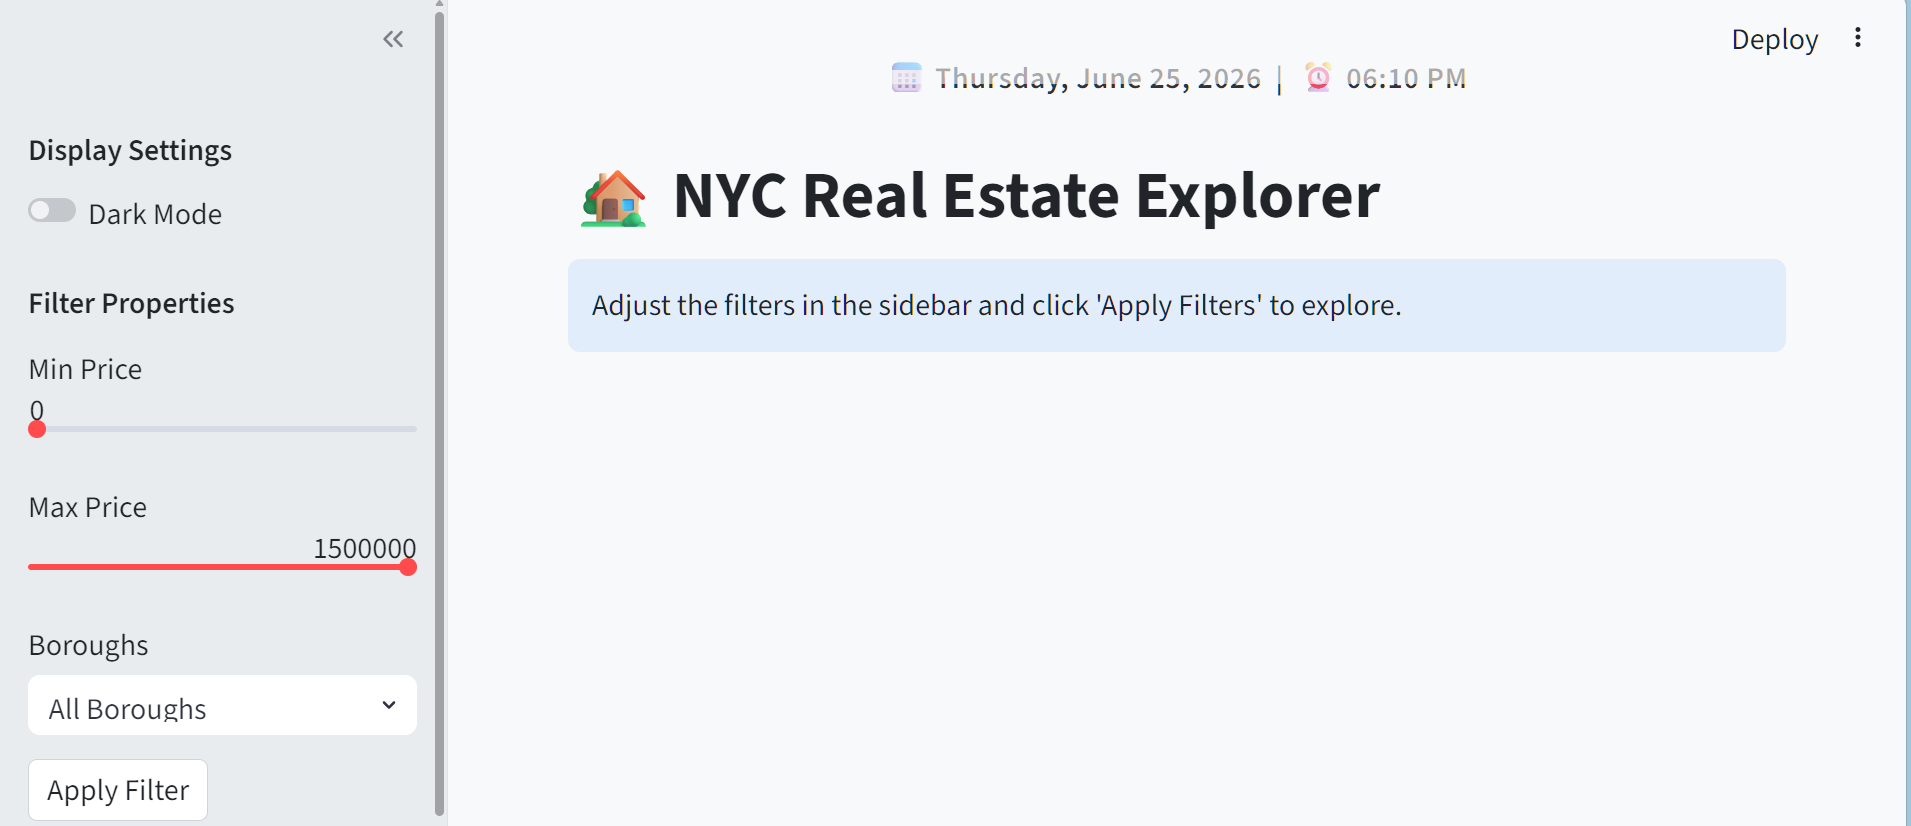 Deploy
Thursday, June 25, 2026 | 06:10 PM
Display Settings
Dark Mode
Filter Properties
Min Price
0
Max Price
1500000
Boroughs
All Boroughs
Apply Filter
NYC Real Estate Explorer
Adjust the filters in the sidebar and click 'Apply Filters' to explore.